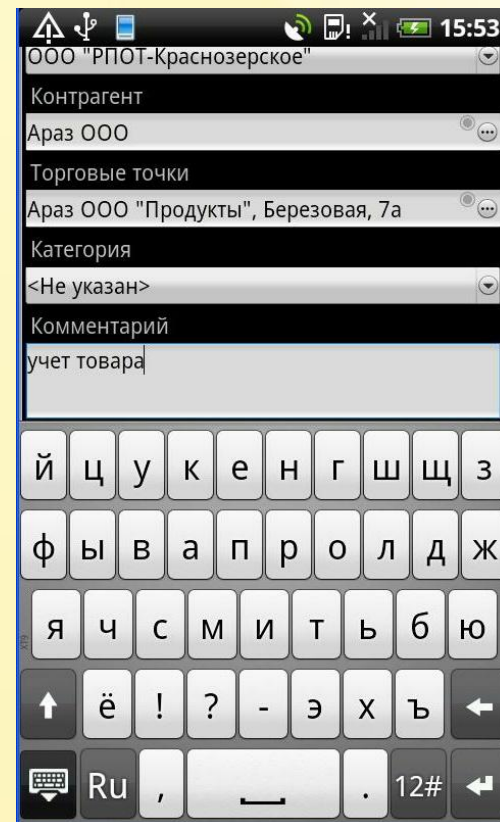 15:53
ООО "РПОТ-Краснозерское"
Контрагент
Араз ООО
Торговые точки
Араз ООО "Продукты", Березовая, 7а
Категория
<Не указан>
Комментарий
учет товара
й ц у к е н г ш щ з
ф ы в а п р о л д ж
я ч с м и т ь б ю
ё ! ? - э х ъ
Ru , . 12#